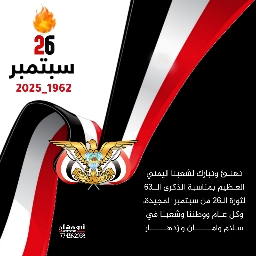 26
سبتمبر
1962_2025
نهنئ ونبارك لشعبنا اليمني
العظيم بمناسبة الذكرى الـ63
لثورة الـ26 من سبتمبر المجيدة
وكل عام ووطننا وشعبنا في
سلام وأمان وازدهار